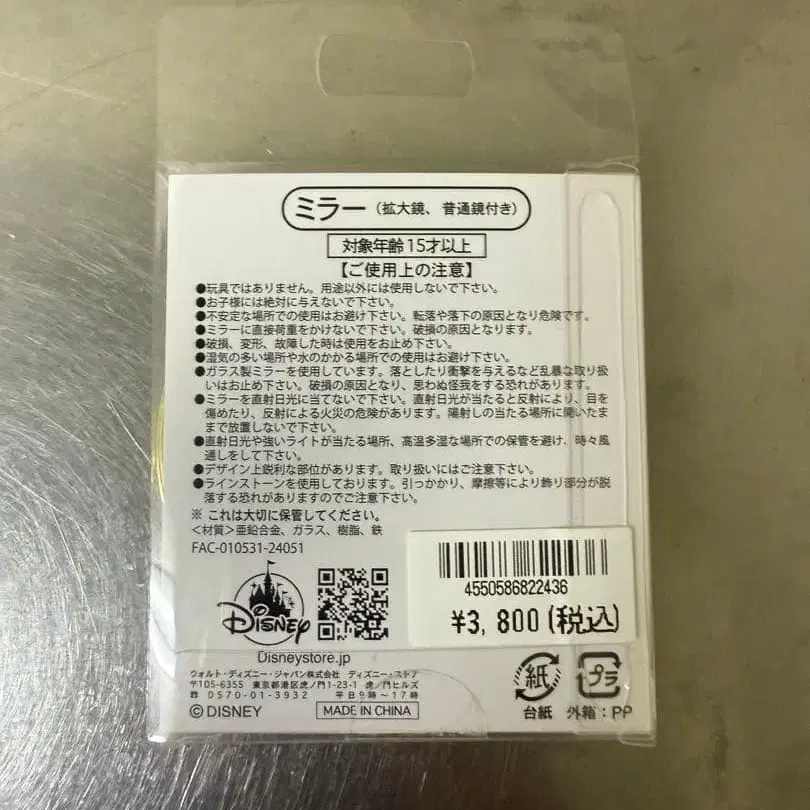 ミラー（拡大鏡、普通鏡付き）
対象年齢 15才以上
【ご使用上の注意】
●玩具ではありません。用途以外には使用しないで下さい。
●お子様には絶対に与えないで下さい。
●不安定な場所での使用はお避け下さい。転落や落下の原因となり危険です。
●ミラーに直接荷重をかけないで下さい。破損の原因となります。
●破損、変形、故障した時は使用をお止め下さい。
●湿気の多い場所や水のかかる場所での使用はお避け下さい。
●ガラス製ミラーを使用しています。落としたり衝撃を与えるなど乱暴な取り扱
いはお止め下さい。破損の原因となり、思わぬ怪我をする恐れがあります。
●ミラーを直射日光に当てないで下さい。直射日光が当たると反射により、目を
傷めたり、反射による火災の危険があります。陽射しの当たる場所に開いたま
まで放置しないで下さい。
●直射日光や強いライトが当たる場所、高温多湿な場所での保管を避け、時々風
通しをして下さい。
●デザイン上鋭利な部位があります。取り扱いにはご注意下さい。
●ラインストーンを使用しております。引っかかり、摩擦等により飾り部分が脱
落する恐れがありますのでご注意下さい。
※ これは大切に保管してください。
＜材質＞亜鉛合金、ガラス、樹脂、鉄
FAC-010531-24051
4550586822436
¥3,800(税込)
Disney
Disneystore.jp
ウォルト・ディズニー・ジャパン株式会社 ディズニーストア
〒105-6355 東京都港区虎ノ門1-23-1 虎ノ門ヒルズ
☎ 0570-01-3932 平日9時～17時
©DISNEY MADE IN CHINA
紙 プラ
台紙 外箱：PP